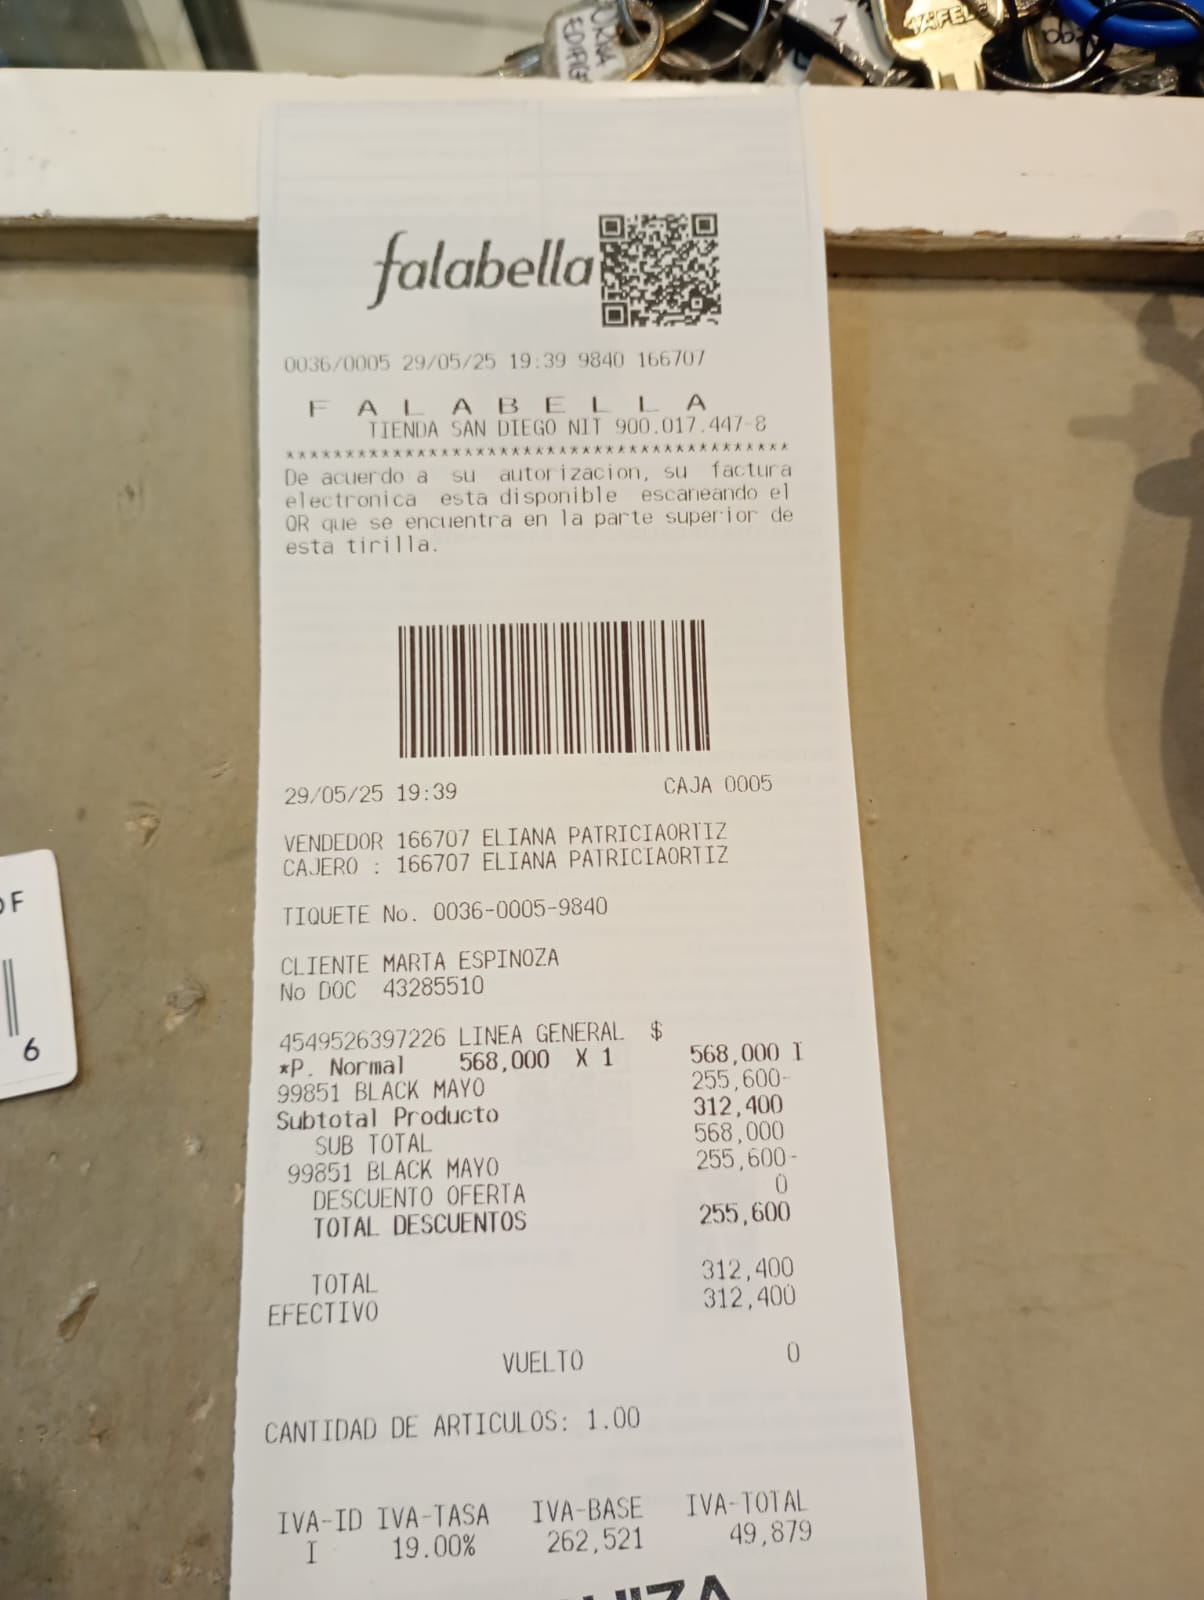 YAFEL
EDIFIC
falabella
0036/0005 29/05/25 19:39 9840 166707
F A L A B E L L A
TIENDA SAN DIEGO NIT 900.017.447-8
******************************************
De acuerdo a su autorizacion, su factura
electronica esta disponible escaneando el
QR que se encuentra en la parte superior de
esta tirilla.
29/05/25 19:39 CAJA 0005
VENDEDOR 166707 ELIANA PATRICIAORTIZ
CAJERO : 166707 ELIANA PATRICIAORTIZ
TIQUETE No. 0036-0005-9840
CLIENTE MARTA ESPINOZA
No DOC 43285510
4549526397226 LINEA GENERAL $
*P. Normal 568,000 X 1 568,000 I
99851 BLACK MAYO 255,600-
Subtotal Producto 312,400
SUB TOTAL 568,000
99851 BLACK MAYO 255,600-
DESCUENTO OFERTA 0
TOTAL DESCUENTOS 255,600
TOTAL 312,400
EFECTIVO 312,400
VUELTO 0
CANTIDAD DE ARTICULOS: 1.00
IVA-ID IVA-TASA IVA-BASE IVA-TOTAL
I 19.00% 262,521 49,879
6